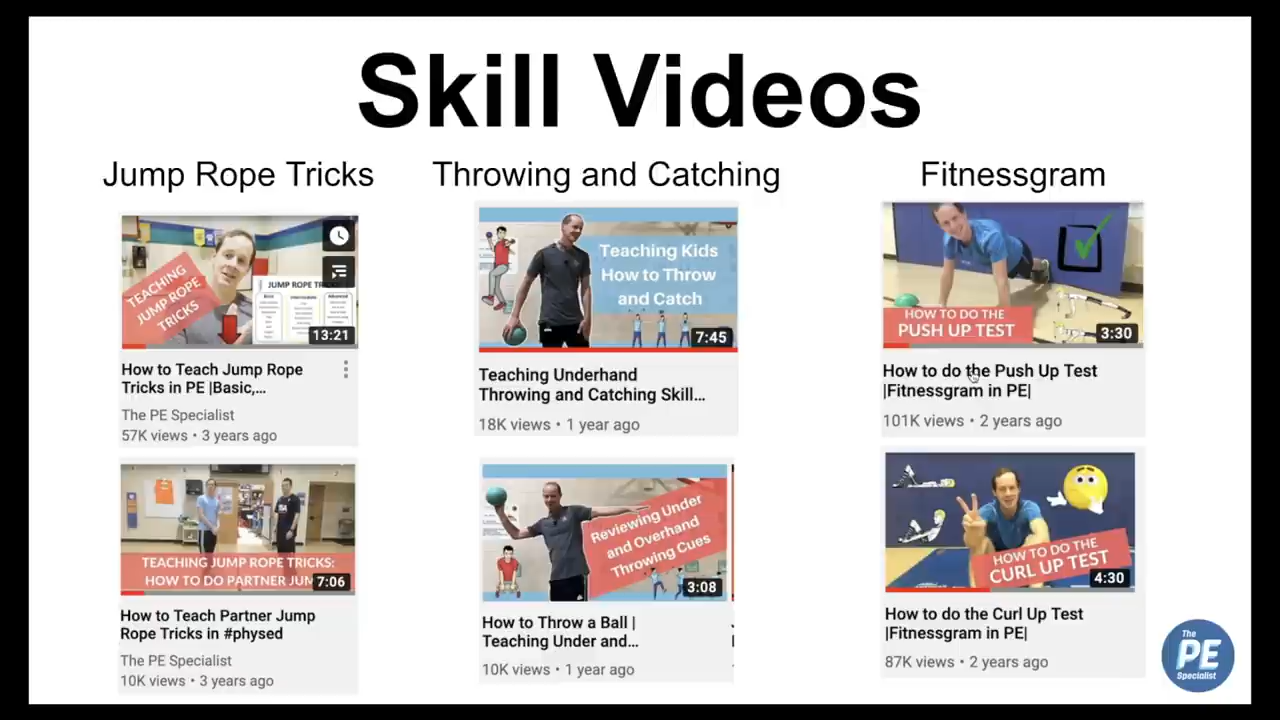 Skill Videos
Jump Rope Tricks
TEACHING
JUMP ROPE
TRICKS
JUMP ROPE
13:21
How to Teach Jump Rope
Tricks in PE |Basic,...
The PE Specialist
57K views • 3 years ago
TEACHING JUMP ROPE TRICKS:
HOW TO DO PARTNER JUM
7:06
How to Teach Partner Jump
Rope Tricks in #physed
The PE Specialist
10K views • 3 years ago
Throwing and Catching
Teaching Kids
How to Throw
and Catch
7:45
Teaching Underhand
Throwing and Catching Skill...
18K views • 1 year ago
Reviewing Under
and Overhand
Throwing Cues
3:08
How to Throw a Ball |
Teaching Under and...
10K views • 1 year ago
Fitnessgram
HOW TO DO THE
PUSH UP TEST
3:30
How to do the Push Up Test
|Fitnessgram in PE|
101K views • 2 years ago
HOW TO DO THE
CURL UP TEST
4:30
How to do the Curl Up Test
|Fitnessgram in PE|
87K views • 2 years ago
The
PE
Specialist